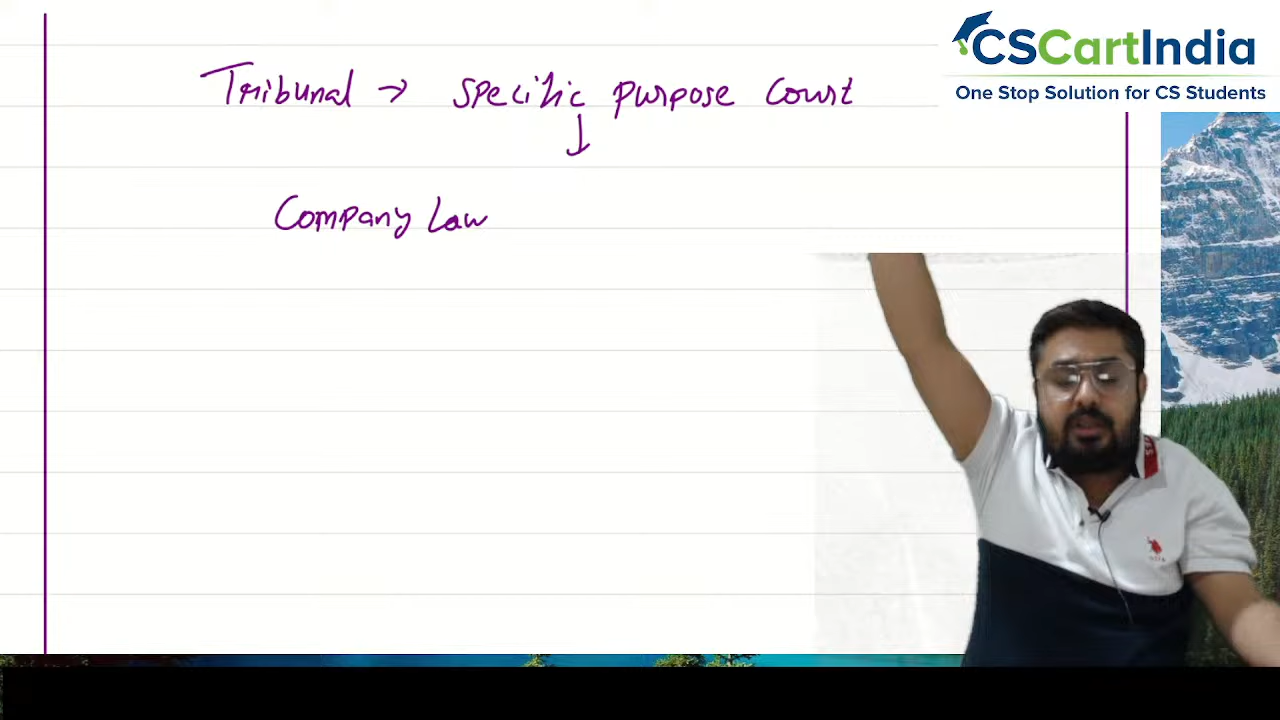 CSCartIndia
One Stop Solution for CS Students
Tribunal → specific purpose Court
↓
Company Law